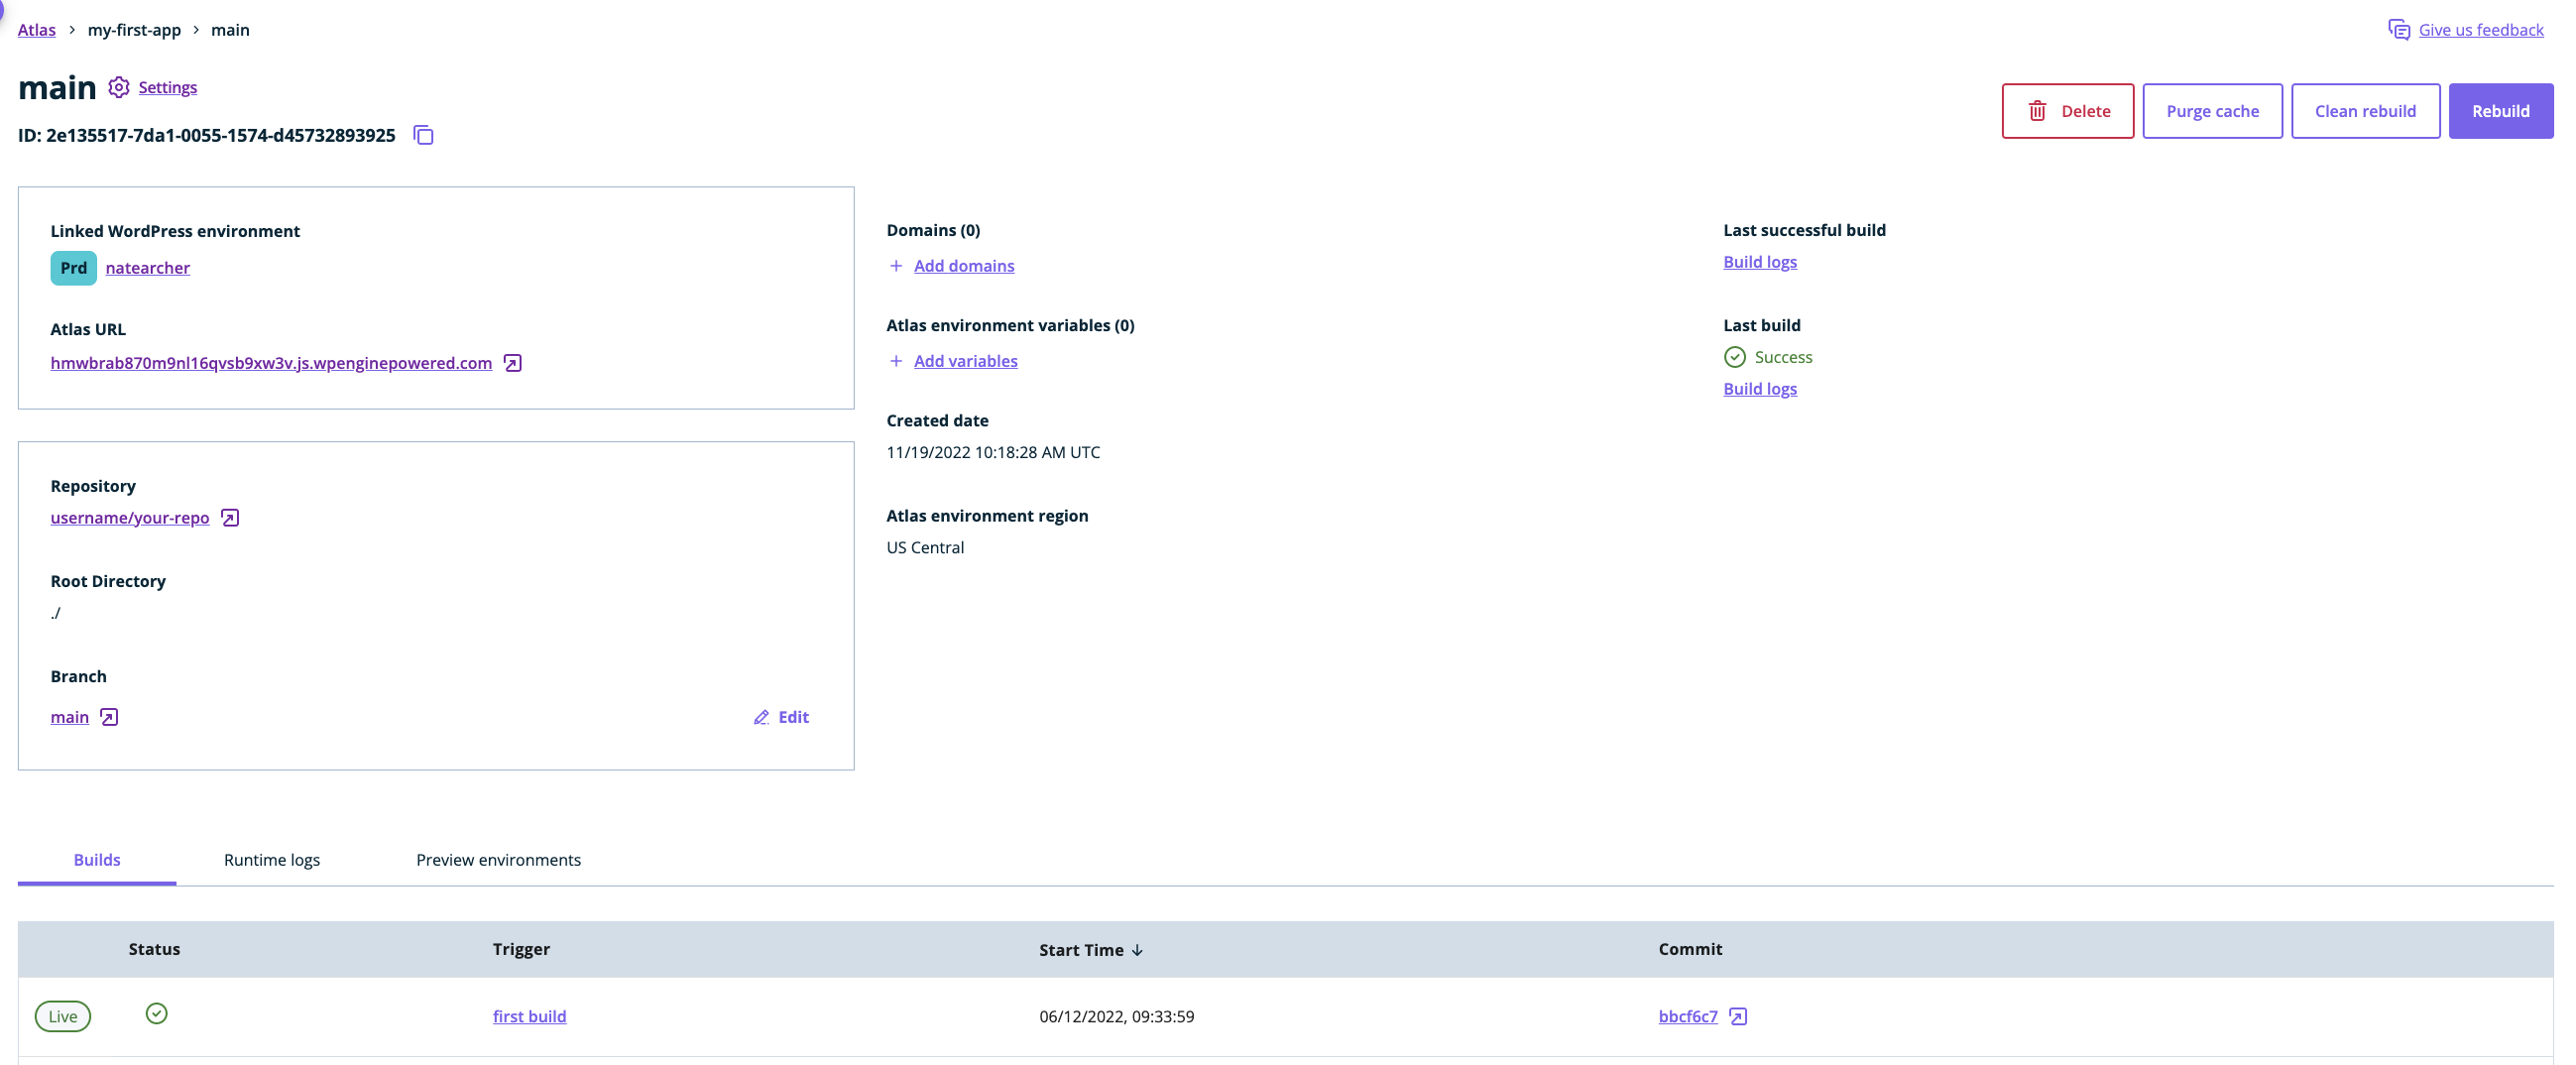 Atlas > my-first-app > main
Give us feedback
main Settings
ID: 2e135517-7da1-0055-1574-d45732893925
Delete
Purge cache
Clean rebuild
Rebuild
Linked WordPress environment
Prd natearcher
Atlas URL
hmwbrab870m9nl16qvsb9xw3v.js.wpenginepowered.com
Repository
username/your-repo
Root Directory
./
Branch
main
Edit
Domains (0)
+ Add domains
Atlas environment variables (0)
+ Add variables
Created date
11/19/2022 10:18:28 AM UTC
Atlas environment region
US Central
Last successful build
Build logs
Last build
Success
Build logs
Builds Runtime logs Preview environments
Status Trigger Start Time ↓ Commit
Live first build 06/12/2022, 09:33:59 bbcf6c7